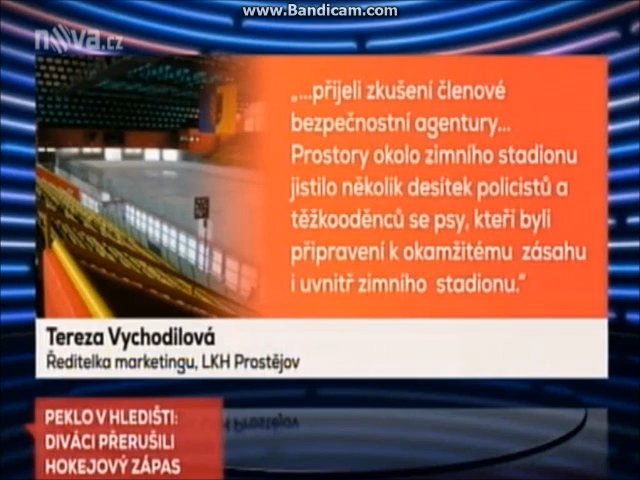 www.Bandicam.com
nova.cz
„...přijeli zkušení členové
bezpečnostní agentury...
Prostory okolo zimního stadionu
jistilo několik desítek policistů a
těžkooděnců se psy, kteří byli
připravení k okamžitému zásahu
i uvnitř zimního stadionu.“
Tereza Vychodilová
Ředitelka marketingu, LKH Prostějov
PEKLO V HLEDIŠTI:
DIVÁCI PŘERUŠILI
HOKEJOVÝ ZÁPAS